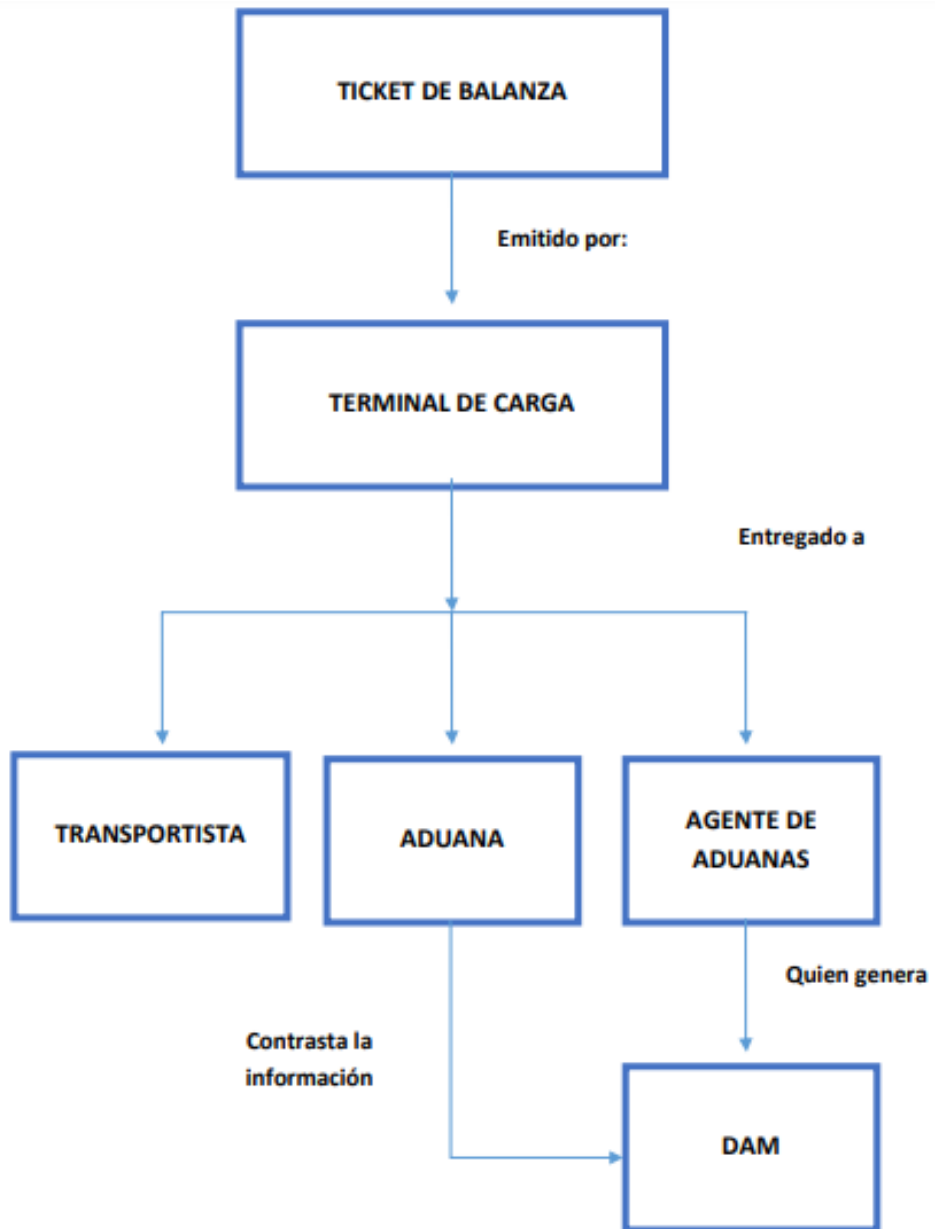 TICKET DE BALANZA
Emitido por:
TERMINAL DE CARGA
Entregado a
TRANSPORTISTA
ADUANA
AGENTE DE
ADUANAS
Quien genera
Contrasta la
información
DAM